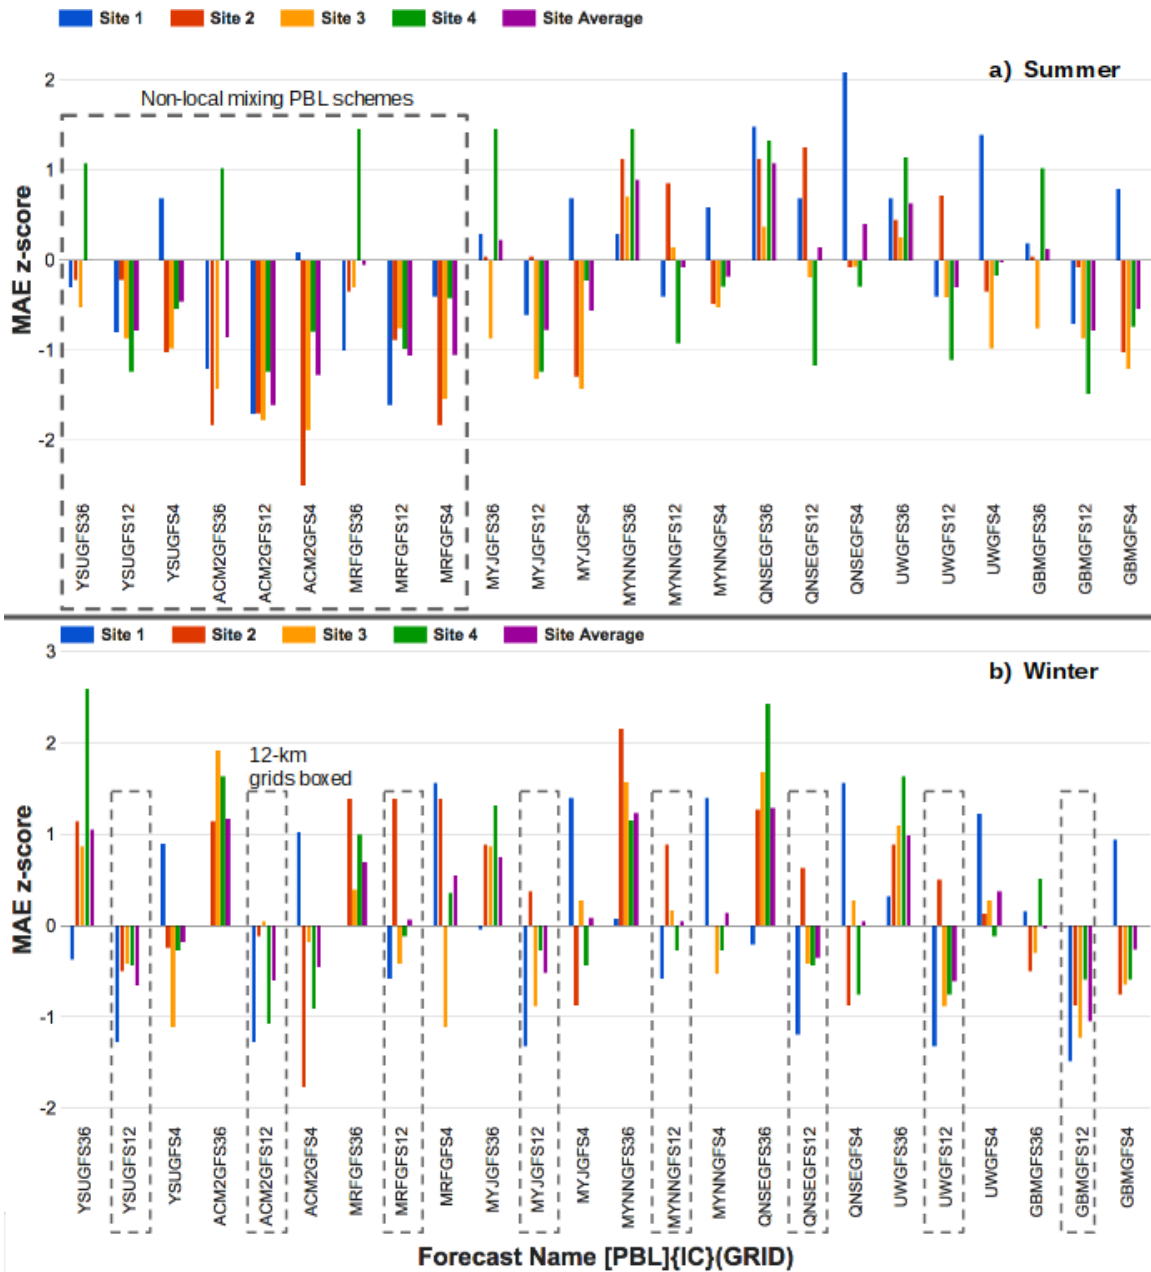 Site 1 Site 2 Site 3 Site 4 Site Average
a) Summer
Non-local mixing PBL schemes
2
1
0
-1
-2
MAE z-score
YSUGFS36
YSUGFS12
YSUGFS4
ACM2GFS36
ACM2GFS12
ACM2GFS4
MRFGFS36
MRFGFS12
MRFGFS4
MYJGFS36
MYJGFS12
MYJGFS4
MYNNGFS36
MYNNGFS12
MYNNGFS4
QNSEGFS36
QNSEGFS12
QNSEGFS4
UWGFS36
UWGFS12
UWGFS4
GBMGFS36
GBMGFS12
GBMGFS4
Site 1 Site 2 Site 3 Site 4 Site Average
b) Winter
12-km
grids boxed
3
2
1
0
-1
-2
MAE z-score
YSUGFS36
YSUGFS12
YSUGFS4
ACM2GFS36
ACM2GFS12
ACM2GFS4
MRFGFS36
MRFGFS12
MRFGFS4
MYJGFS36
MYJGFS12
MYJGFS4
MYNNGFS36
MYNNGFS12
MYNNGFS4
QNSEGFS36
QNSEGFS12
QNSEGFS4
UWGFS36
UWGFS12
UWGFS4
GBMGFS36
GBMGFS12
GBMGFS4
Forecast Name [PBL]{IC}(GRID)